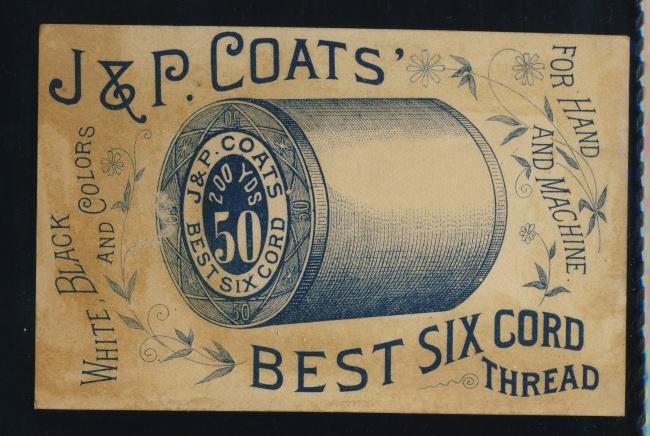 J & P. COATS'
FOR HAND
AND MACHINE.
WHITE, BLACK
AND COLORS
50
J & P. COATS
200 YDS
50
BEST SIX CORD
50
50
BEST SIX CORD
THREAD